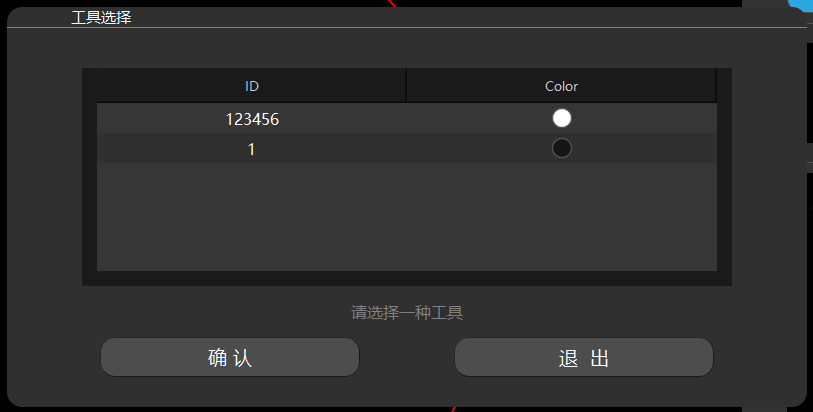 工具选择
ID Color
123456
1
请选择一种工具
确 认 退 出